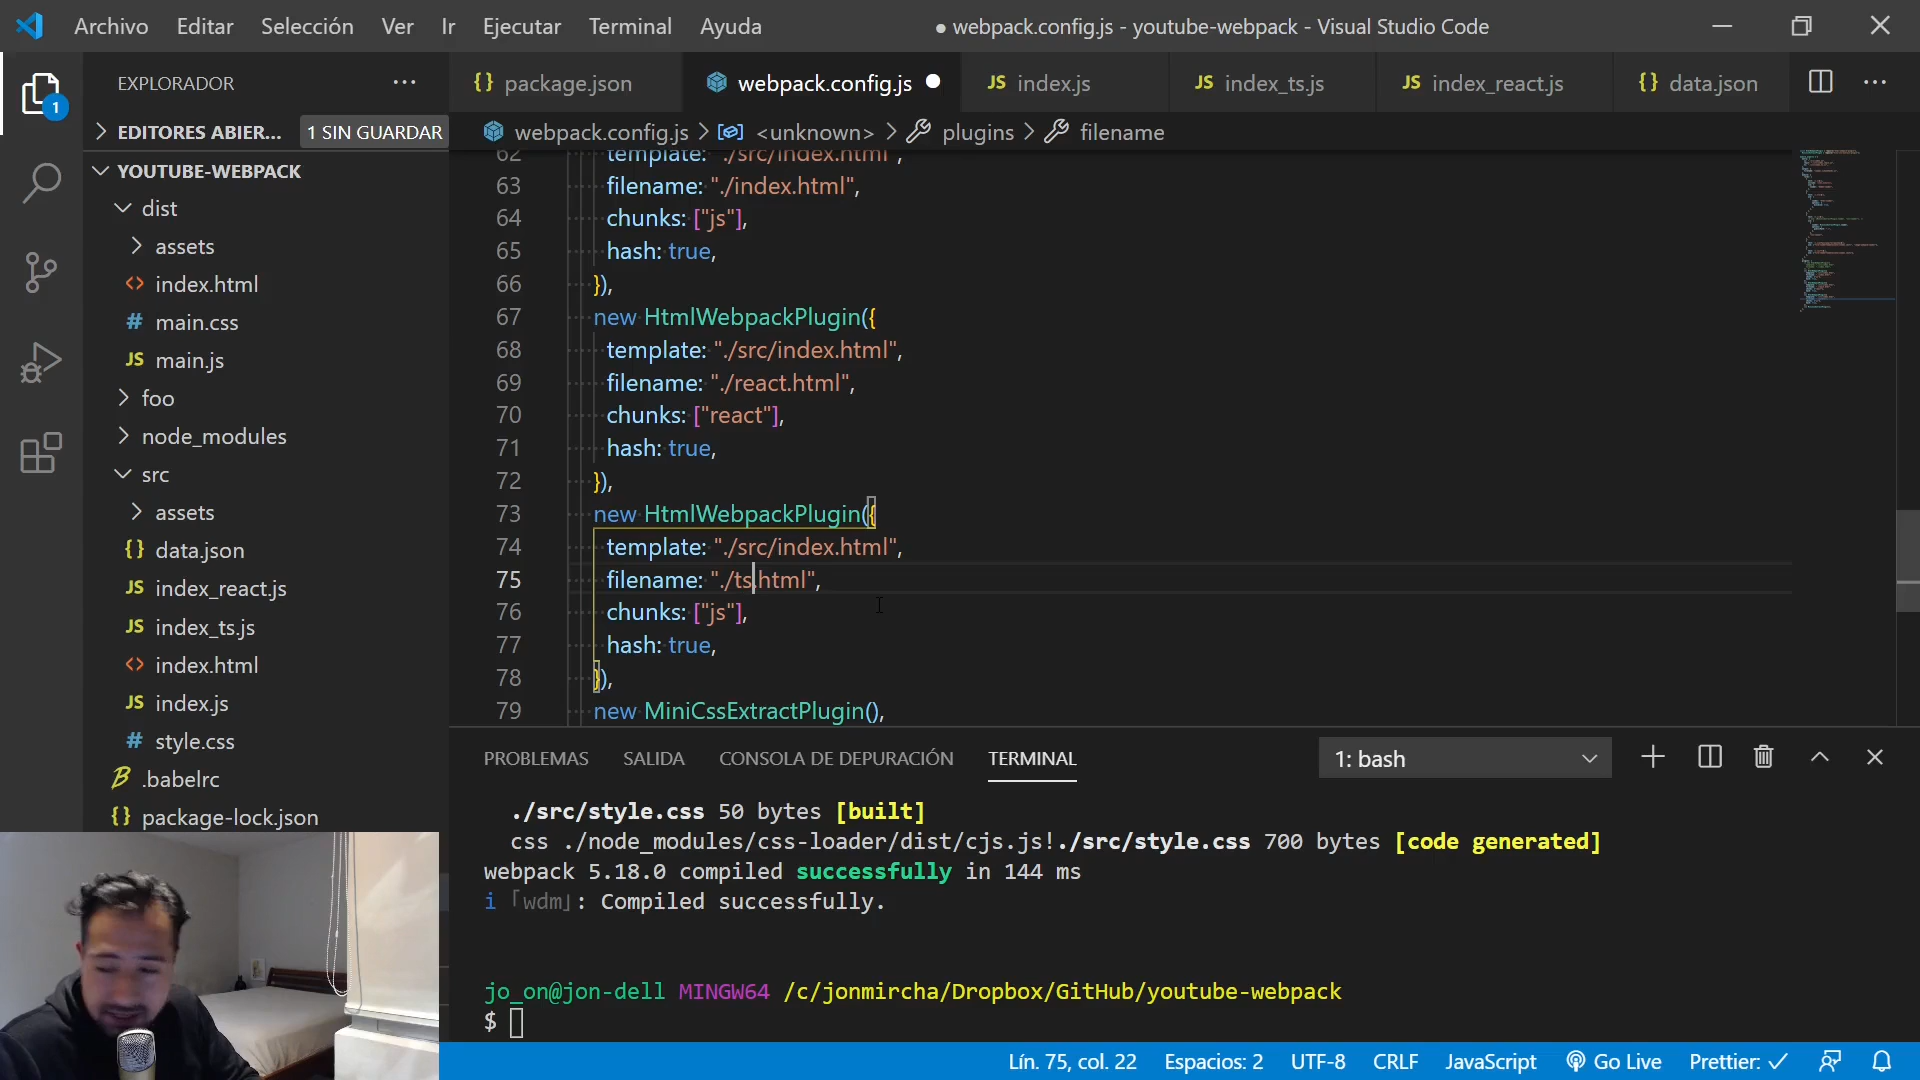 Archivo Editar Selección Ver Ir Ejecutar Terminal Ayuda
● webpack.config.js - youtube-webpack - Visual Studio Code
EXPLORADOR
{} package.json
webpack.config.js
JS index.js
JS index_ts.js
JS index_react.js
{} data.json
1
EDITORES ABIER... 1 SIN GUARDAR
webpack.config.js > <unknown> > plugins > filename
YOUTUBE-WEBPACK
dist
assets
<> index.html
# main.css
JS main.js
foo
node_modules
src
assets
{} data.json
JS index_react.js
JS index_ts.js
<> index.html
JS index.js
# style.css
.babelrc
{} package-lock.json
62 template: "./src/index.html",
63 filename: "./index.html",
64 chunks: ["js"],
65 hash: true,
66 }),
67 new HtmlWebpackPlugin({
68 template: "./src/index.html",
69 filename: "./react.html",
70 chunks: ["react"],
71 hash: true,
72 }),
73 new HtmlWebpackPlugin({
74 template: "./src/index.html",
75 filename: "./ts.html",
76 chunks: ["js"],
77 hash: true,
78 }),
79 new MiniCssExtractPlugin(),
PROBLEMAS SALIDA CONSOLA DE DEPURACIÓN TERMINAL
1: bash
./src/style.css 50 bytes [built]
css ./node_modules/css-loader/dist/cjs.js!./src/style.css 700 bytes [code generated]
webpack 5.18.0 compiled successfully in 144 ms
i ｢wdm｣: Compiled successfully.
jo_on@jon-dell MINGW64 /c/jonmircha/Dropbox/GitHub/youtube-webpack
$
Lín. 75, col. 22 Espacios: 2 UTF-8 CRLF JavaScript Go Live Prettier: ✓